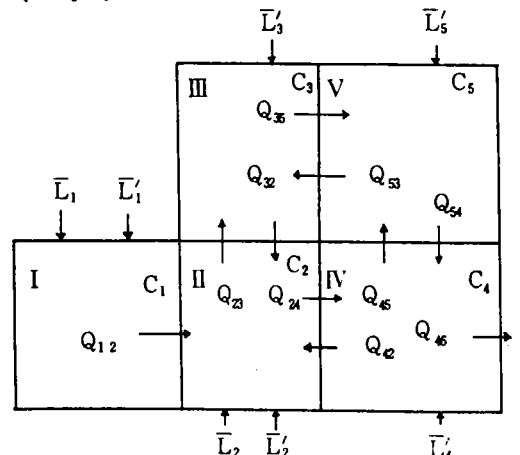 L̅₃′
L̅₅′
III
C₃
V
C₅
Q₃₅
Q₃₂
Q₅₃
Q₅₄
L̅₁
L̅₁′
I
C₁
II
C₂
IV
C₄
Q₂₃
Q₂₄
Q₄₅
Q₁₂
Q₄₂
Q₄₆
L̅₂
L̅₂′